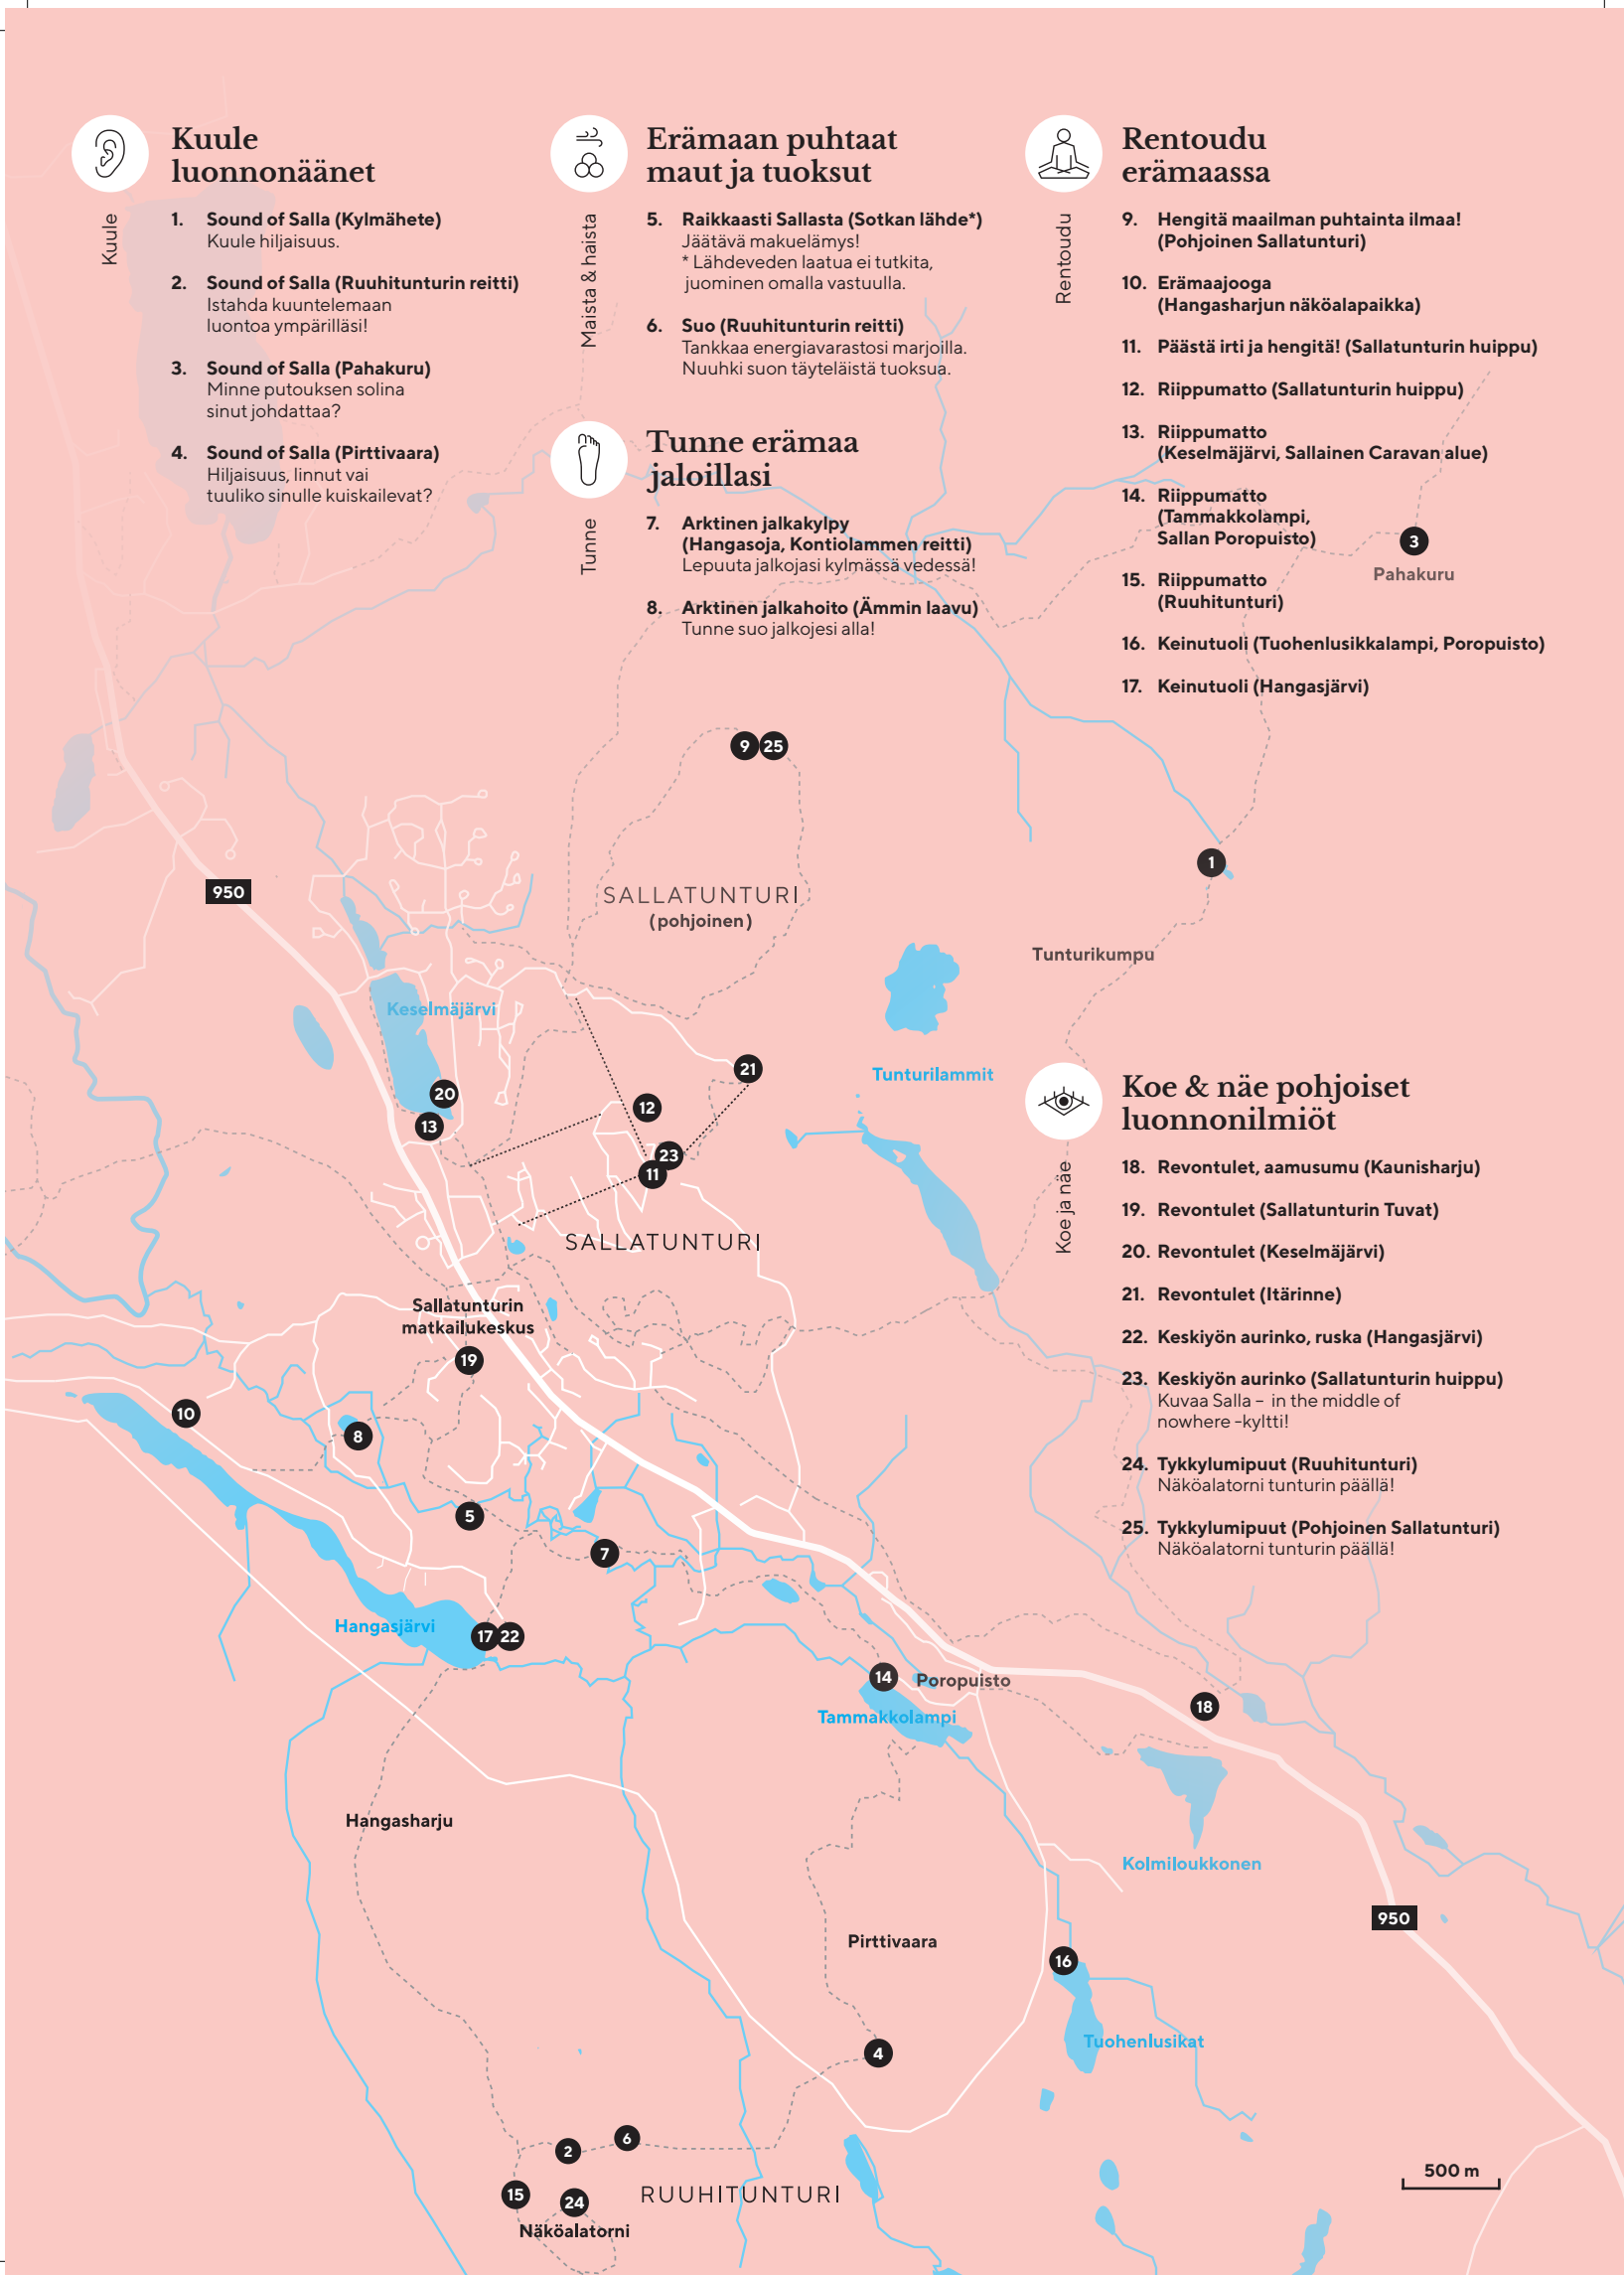 Kuule
Kuule
luonnonäänet
1. Sound of Salla (Kylmähete)
Kuule hiljaisuus.
2. Sound of Salla (Ruuhitunturin reitti)
Istahda kuuntelemaan
luontoa ympärilläsi!
3. Sound of Salla (Pahakuru)
Minne putouksen solina
sinut johdattaa?
4. Sound of Salla (Pirttivaara)
Hiljaisuus, linnut vai
tuuliko sinulle kuiskailevat?
Maista & haista
Erämaan puhtaat
maut ja tuoksut
5. Raikkaasti Sallasta (Sotkan lähde*)
Jäätävä makuelämys!
* Lähdeveden laatua ei tutkita,
juominen omalla vastuulla.
6. Suo (Ruuhitunturin reitti)
Tankkaa energiavarastosi marjoilla.
Nuuhki suon täyteläistä tuoksua.
Tunne
Tunne erämaa
jaloillasi
7. Arktinen jalkakylpy
(Hangasoja, Kontiolammen reitti)
Lepuuta jalkojasi kylmässä vedessä!
8. Arktinen jalkahoito (Ämmin laavu)
Tunne suo jalkojesi alla!
Rentoudu
Rentoudu
erämaassa
9. Hengitä maailman puhtainta ilmaa!
(Pohjoinen Sallatunturi)
10. Erämaajooga
(Hangasharjun näköalapaikka)
11. Päästä irti ja hengitä! (Sallatunturin huippu)
12. Riippumatto (Sallatunturin huippu)
13. Riippumatto
(Keselmäjärvi, Sallainen Caravan alue)
14. Riippumatto
(Tammakkolampi,
Sallan Poropuisto)
15. Riippumatto
(Ruuhitunturi)
16. Keinutuoli (Tuohenlusikkalampi, Poropuisto)
17. Keinutuoli (Hangasjärvi)
3
Pahakuru
9
25
1
950
SALLATUNTURI
(pohjoinen)
Tunturikumpu
Keselmäjärvi
Tunturilammit
21
20
12
13
23
11
SALLATUNTURI
Koe ja näe
Koe & näe pohjoiset
luonnonilmiöt
18. Revontulet, aamusumu (Kaunisharju)
19. Revontulet (Sallatunturin Tuvat)
20. Revontulet (Keselmäjärvi)
21. Revontulet (Itärinne)
22. Keskiyön aurinko, ruska (Hangasjärvi)
23. Keskiyön aurinko (Sallatunturin huippu)
Kuvaa Salla – in the middle of
nowhere -kyltti!
24. Tykkylumipuut (Ruuhitunturi)
Näköalatorni tunturin päällä!
25. Tykkylumipuut (Pohjoinen Sallatunturi)
Näköalatorni tunturin päällä!
Sallatunturin
matkailukeskus
19
10
8
5
7
Hangasjärvi
17
22
14
Poropuisto
Tammakkolampi
18
Hangasharju
Kolmiloukkonen
950
Pirttivaara
16
Tuohenlusikat
4
6
2
15
24
RUUHITUNTURI
Näköalatorni
500 m